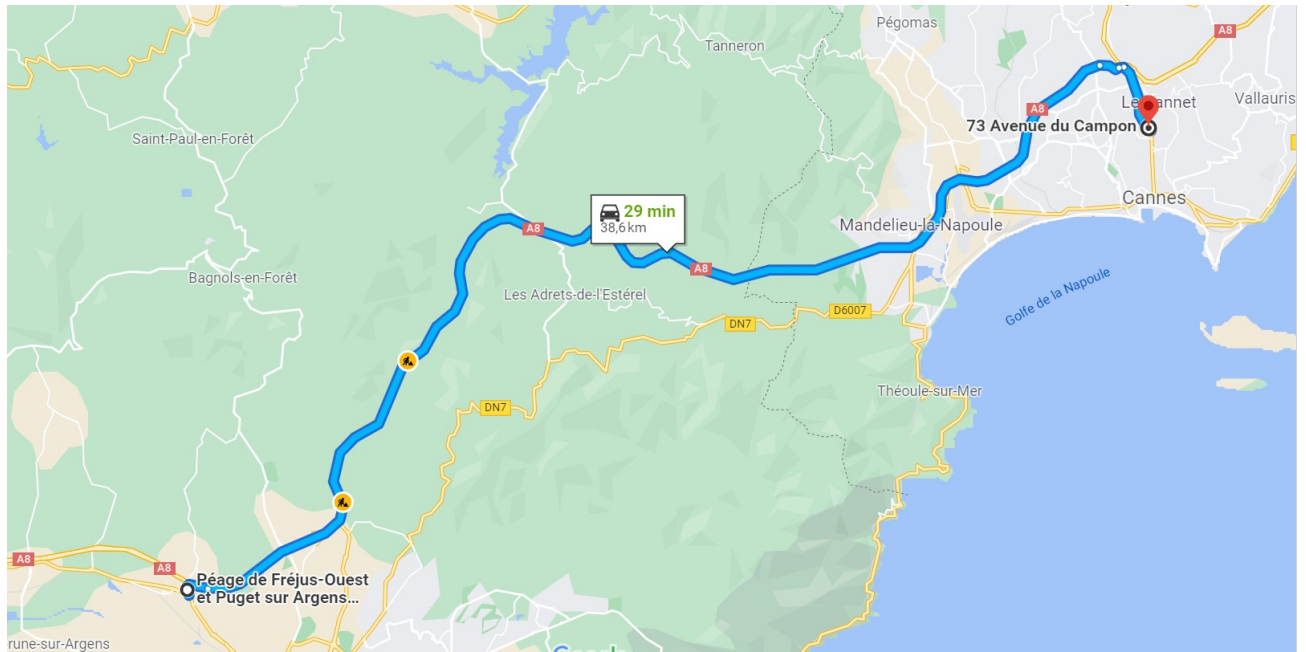 Pégomas
A8
Tanneron
Le Cannet
Vallauris
A8
73 Avenue du Campon
Saint-Paul-en-Forêt
Cannes
29 min
38,6 km
Mandelieu-la-Napoule
A8
A8
Bagnols-en-Forêt
Les Adrets-de-l'Estérel
Golfe de la Napoule
D6007
DN7
Théoule-sur-Mer
DN7
A8
A8
Péage de Fréjus-Ouest
et Puget sur Argens...
rune-sur-Argens